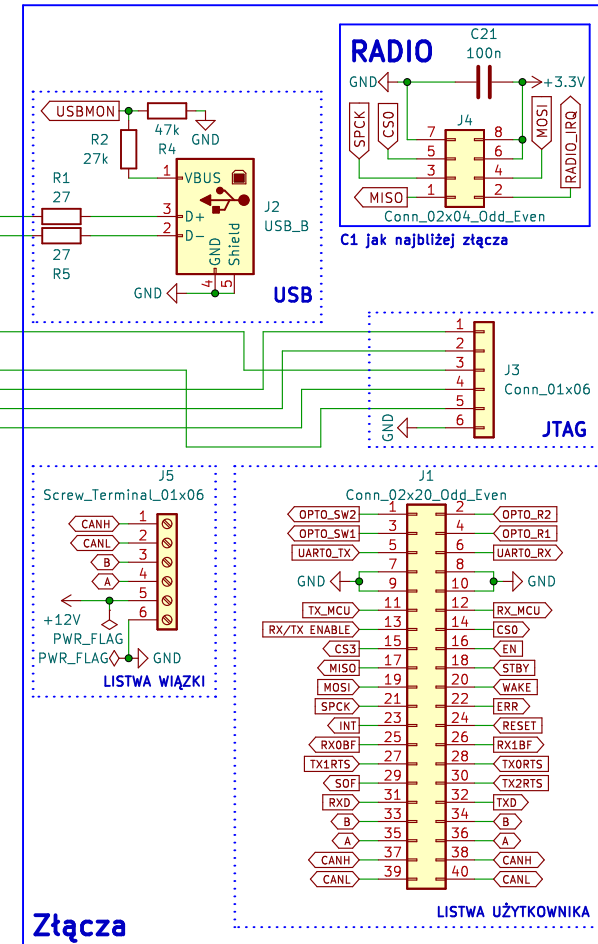 RADIO
C21
100n
GND
+3.3V
SPCK
CS0
J4
MOSI
RADIO_IRQ
7 8
5 6
3 4
1 2
MISO
Conn_02x04_Odd_Even
C1 jak najbliżej złącza
USBMON
47k
R4
GND
R2
27k
1 VBUS
R1
27
3 D+
2 D-
27
R5
J2
USB_B
GND
Shield
4 5
GND
USB
1
2
3
4
5
6
J3
Conn_01x06
GND
JTAG
J5
Screw_Terminal_01x06
CANH 1
CANL 2
B 3
A 4
5
6
+12V
PWR_FLAG
PWR_FLAG GND
LISTWA WIĄZKI
J1
Conn_02x20_Odd_Even
OPTO_SW2 1 2 OPTO_R2
OPTO_SW1 3 4 OPTO_R1
UART0_TX 5 6 UART0_RX
7 8
GND GND
9 10
TX_MCU 11 12 RX_MCU
RX/TX ENABLE 13 14 CS0
CS3 15 16 EN
MISO 17 18 STBY
MOSI 19 20 WAKE
SPCK 21 22 ERR
INT 23 24 RESET
RX0BF 25 26 RX1BF
TX1RTS 27 28 TX0RTS
SOF 29 30 TX2RTS
RXD 31 32 TXD
B 33 34 B
A 35 36 A
CANH 37 38 CANH
CANL 39 40 CANL
LISTWA UŻYTKOWNIKA
Złącza